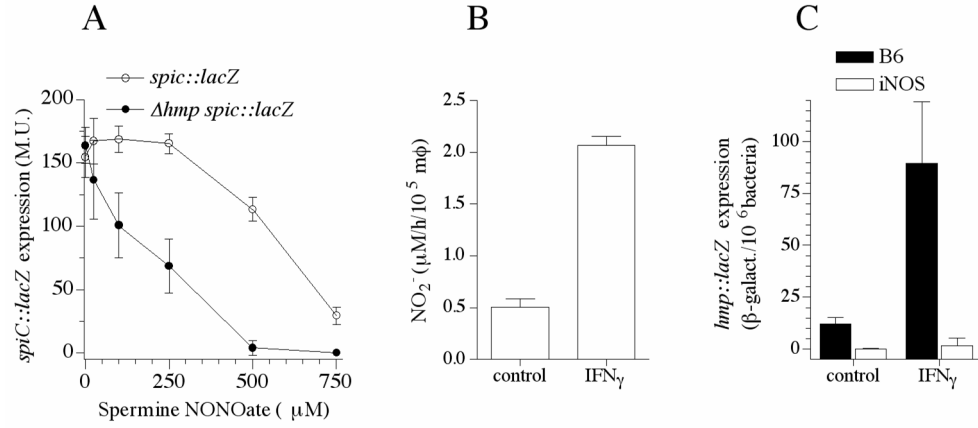 A
spic::lacZ
Δhmp spic::lacZ
200
150
100
50
0
spiC::lacZ expression (M.U.)
0 250 500 750
Spermine NONOate ( μM)
B
2.5
2.0
1.5
1.0
0.5
0.0
NO2- (μM/h/10 5 mφ)
control IFNγ
C
B6
iNOS
100
75
50
25
0
hmp::lacZ expression
(β-galact./10 6 bacteria)
control IFNγ